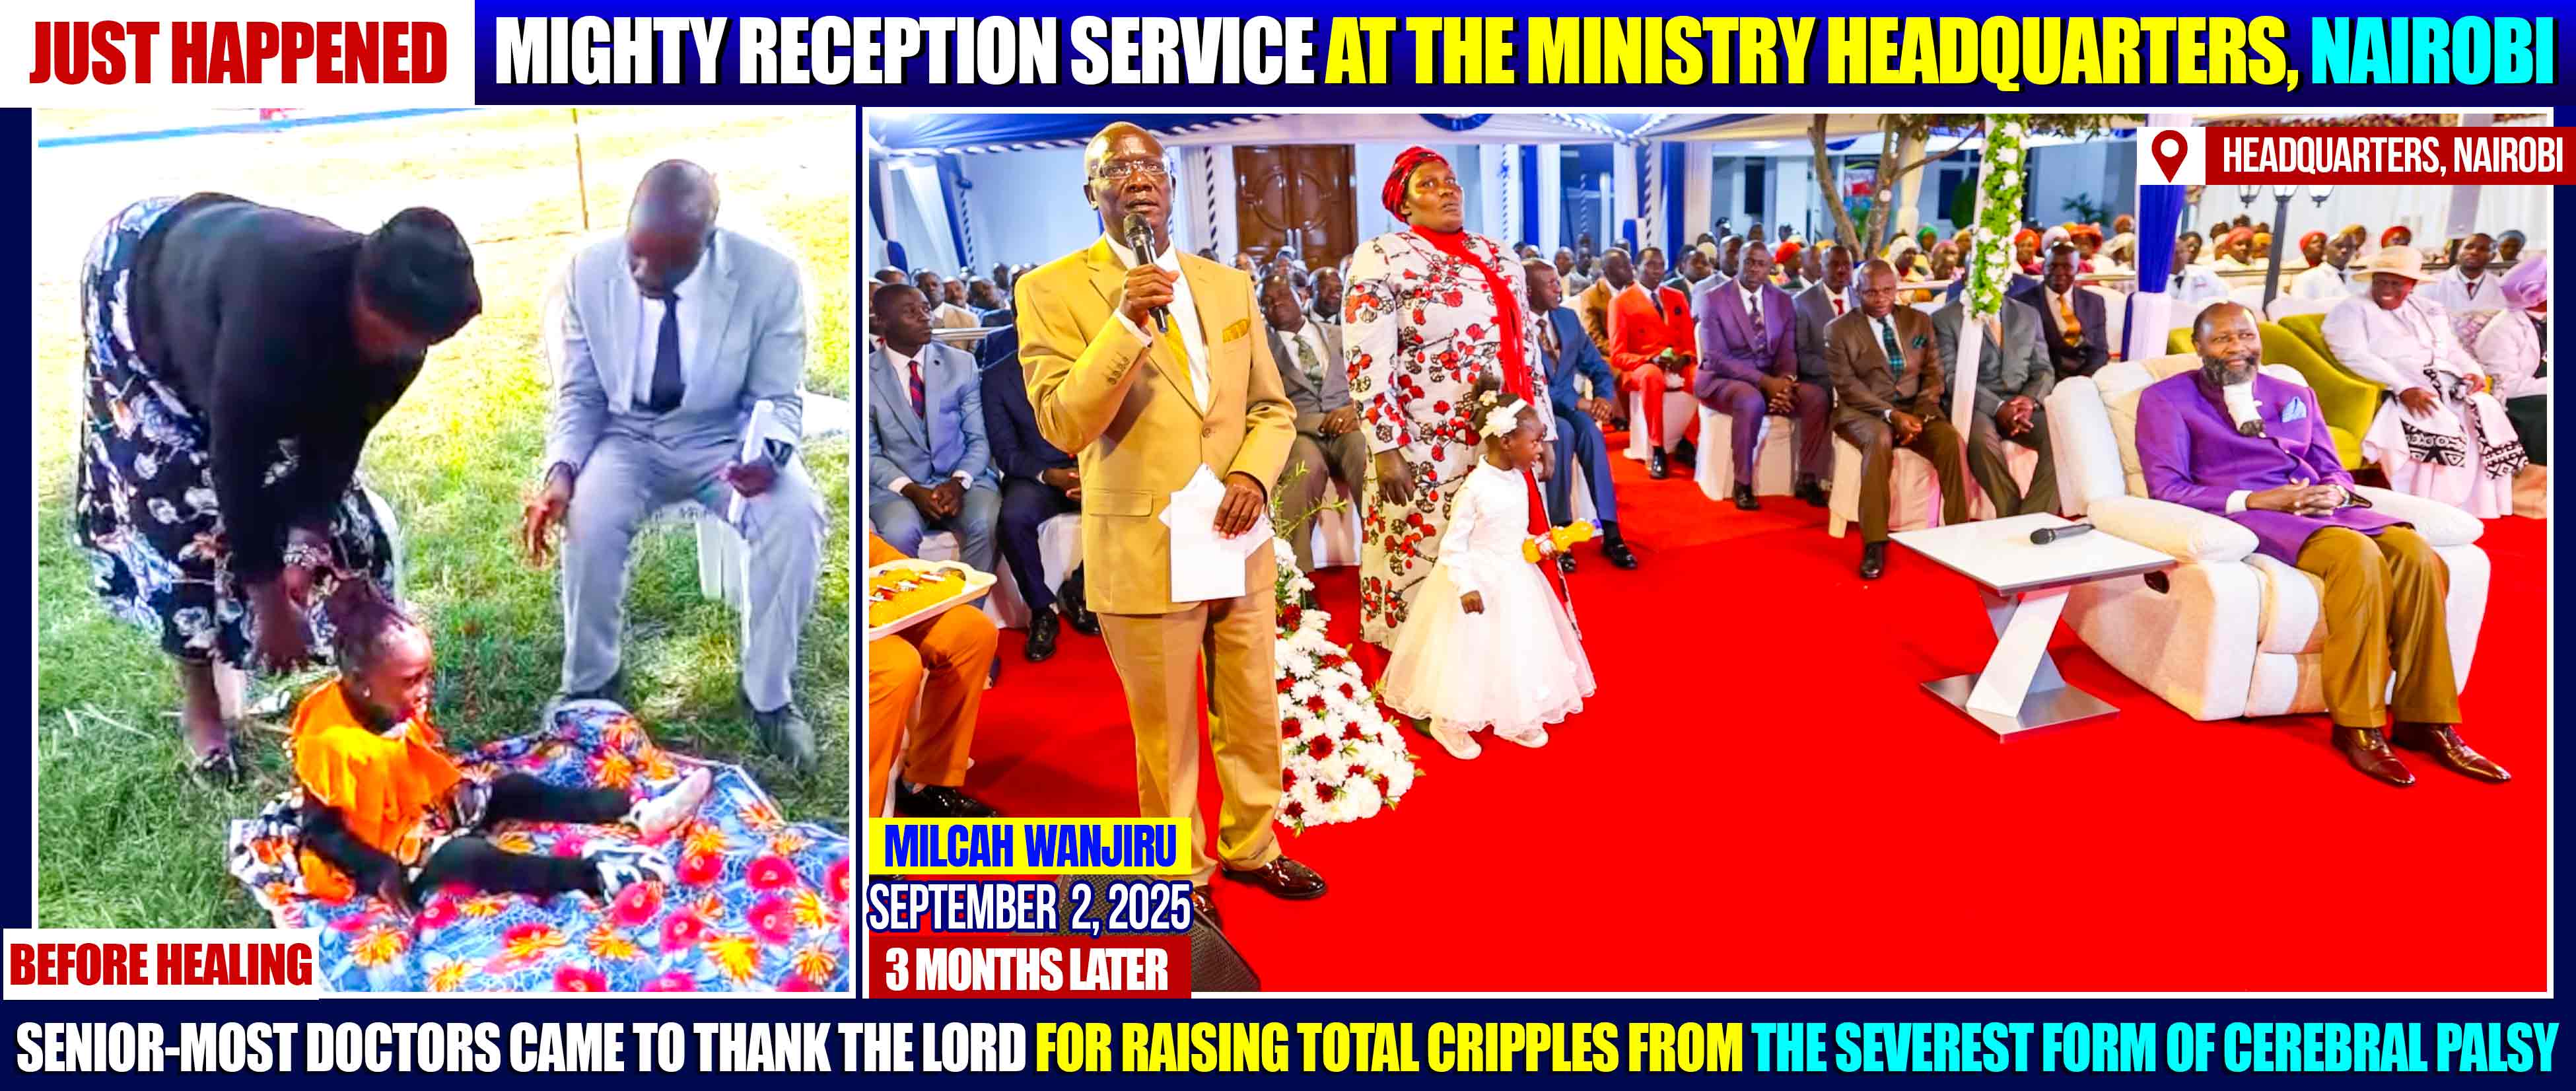 JUST HAPPENED
MIGHTY RECEPTION SERVICE AT THE MINISTRY HEADQUARTERS, NAIROBI
HEADQUARTERS, NAIROBI
MILCAH WANJIRU
SEPTEMBER 2, 2025
3 MONTHS LATER
BEFORE HEALING
SENIOR-MOST DOCTORS CAME TO THANK THE LORD FOR RAISING TOTAL CRIPPLES FROM THE SEVEREST FORM OF CEREBRAL PALSY